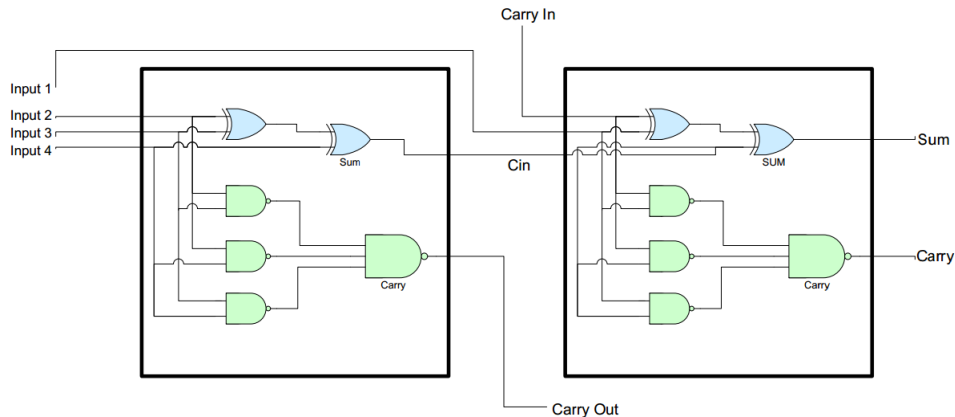 Carry In
Input 1
Input 2
Input 3
Input 4
Sum
Cin
SUM
Sum
Carry
Carry
Carry
Carry Out